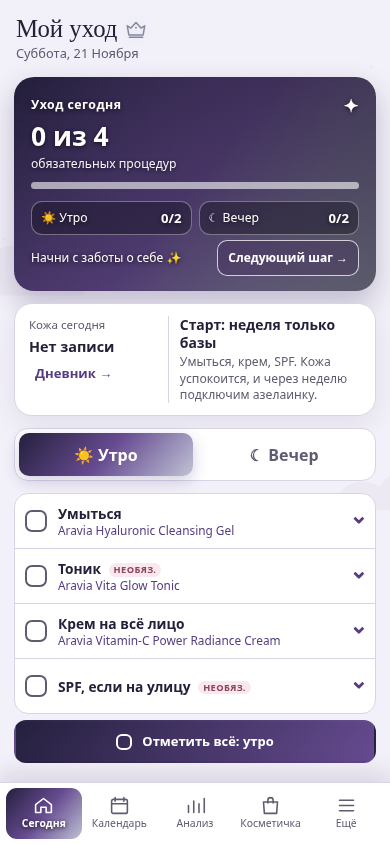 Мой уход
Суббота, 21 Ноября
Уход сегодня
0 из 4
обязательных процедур
☀️ Утро 0/2
☾ Вечер 0/2
Начни с заботы о себе ✨
Следующий шаг →
Кожа сегодня
Нет записи
Дневник →
Старт: неделя только
базы
Умыться, крем, SPF. Кожа
успокоится, и через неделю
подключим азелаинку.
☀️ Утро
☾ Вечер
Умыться
Aravia Hyaluronic Cleansing Gel
Тоник НЕОБЯЗ.
Aravia Vita Glow Tonic
Крем на всё лицо
Aravia Vitamin-C Power Radiance Cream
SPF, если на улицу НЕОБЯЗ.
Отметить всё: утро
Сегодня
Календарь
Анализ
Косметичка
Ещё